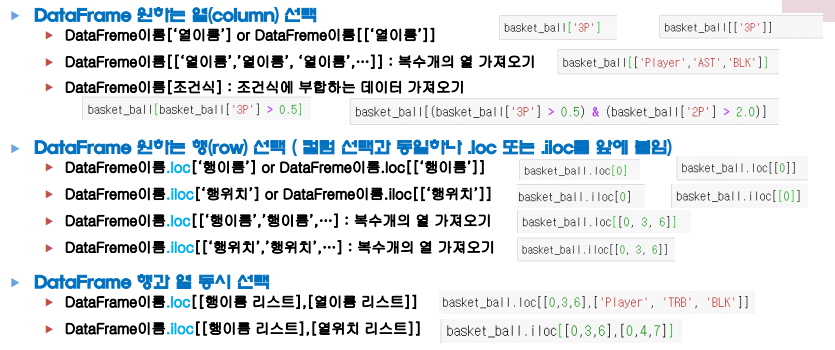 DataFrame 원하는 열(column) 선택
DataFreme이름[‘열이름’] or DataFreme이름[[‘열이름’]]
basket_ball['3P']
basket_ball[['3P']]
DataFreme이름[[‘열이름’,’열이름’, ‘열이름’,…]] : 복수개의 열 가져오기
basket_ball[['Player','AST','BLK']]
DataFreme이름[조건식] : 조건식에 부합하는 데이터 가져오기
basket_ball[basket_ball['3P'] > 0.5]
basket_ball[(basket_ball['3P'] > 0.5) & (basket_ball['2P'] > 2.0)]
DataFrame 원하는 행(row) 선택 ( 컬럼 선택과 동일하나 .loc 또는 .iloc를 앞에 붙임)
DataFreme이름.loc[‘행이름’] or DataFreme이름.loc[[‘행이름’]]
basket_ball.loc[0]
basket_ball.loc[[0]]
DataFreme이름.iloc[‘행위치’] or DataFreme이름.iloc[[‘행위치’]]
basket_ball.iloc[0]
basket_ball.iloc[[0]]
DataFreme이름.loc[[‘행이름’,’행이름’,…] : 복수개의 열 가져오기
basket_ball.loc[[0, 3, 6]]
DataFreme이름.iloc[[‘행위치’,’행위치’,…] : 복수개의 열 가져오기
basket_ball.iloc[[0, 3, 6]]
DataFrame 행과 열 동시 선택
DataFrame이름.loc[[행이름 리스트],[열이름 리스트]]
basket_ball.loc[[0,3,6],['Player', 'TRB', 'BLK']]
DataFrame이름.iloc[[행이름 리스트],[열위치 리스트]]
basket_ball.iloc[[0,3,6],[0,4,7]]